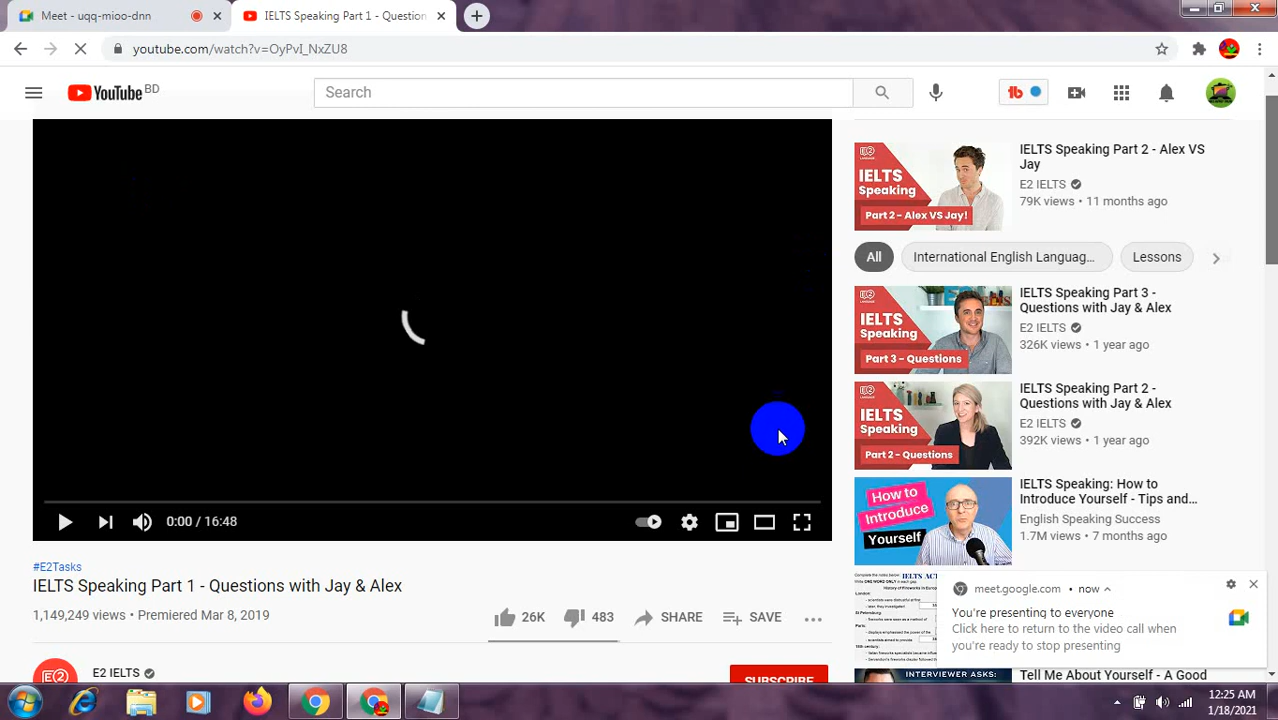 Meet - uqq-mioo-dnn
IELTS Speaking Part 1 - Question
youtube.com/watch?v=OyPvI_NxZU8
YouTube BD
Search
IELTS Speaking Part 2 - Alex VS
Jay
E2 IELTS
79K views • 11 months ago
E2
LANGUAGE
IELTS
Speaking
Part 2 - Alex VS Jay!
All
International English Languag...
Lessons
IELTS Speaking Part 3 -
Questions with Jay & Alex
E2 IELTS
326K views • 1 year ago
IELTS
Speaking
Part 3 - Questions
IELTS Speaking Part 2 -
Questions with Jay & Alex
E2 IELTS
392K views • 1 year ago
IELTS
Speaking
Part 2 - Questions
IELTS Speaking: How to
Introduce Yourself - Tips and...
English Speaking Success
1.7M views • 7 months ago
How to
Introduce
Yourself
0:00 / 16:48
#E2Tasks
IELTS Speaking Questions with Jay & Alex
1,149,249 views • 2019
26K
483
SHARE
SAVE
E2
E2 IELTS
SUBSCRIBE
IELTS
London:
St Petersburg:
Paris:
meet.google.com • now
You're presenting to everyone
Click here to return to the video call when
you're ready to stop presenting
INTERVIEWER ASKS:
Tell Me About Yourself - A Good
12:25 AM
1/18/2021